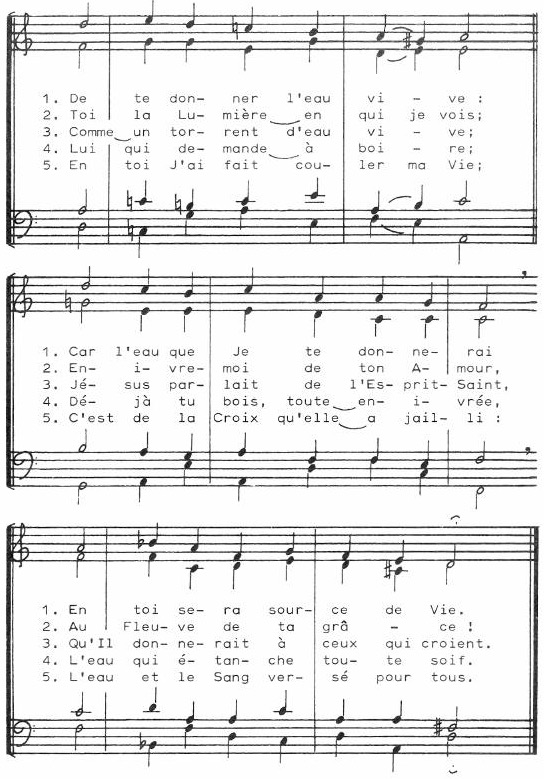 1. De te don- ner l'eau vi - ve :
2. Toi la Lu- mière en qui je vois;
3. Comme un tor- rent d'eau vi - ve;
4. Lui qui de- mande à boi - re;
5. En toi J'ai fait cou- ler ma Vie;
1. Car l'eau que Je te don- ne- rai
2. En- i- vre- moi de ton A- mour,
3. Jé- sus par- lait de l'Es- prit- Saint,
4. Dé- jà tu bois, toute en- i- vrée,
5. C'est de la Croix qu'elle a jail- li :
1. En toi se- ra sour- ce de Vie.
2. Au Fleu- ve de ta grâ - ce !
3. Qu'Il don- ne- rait à ceux qui croient.
4. L'eau qui é- tan- che tou- te soif.
5. L'eau et le Sang ver- sé pour tous.